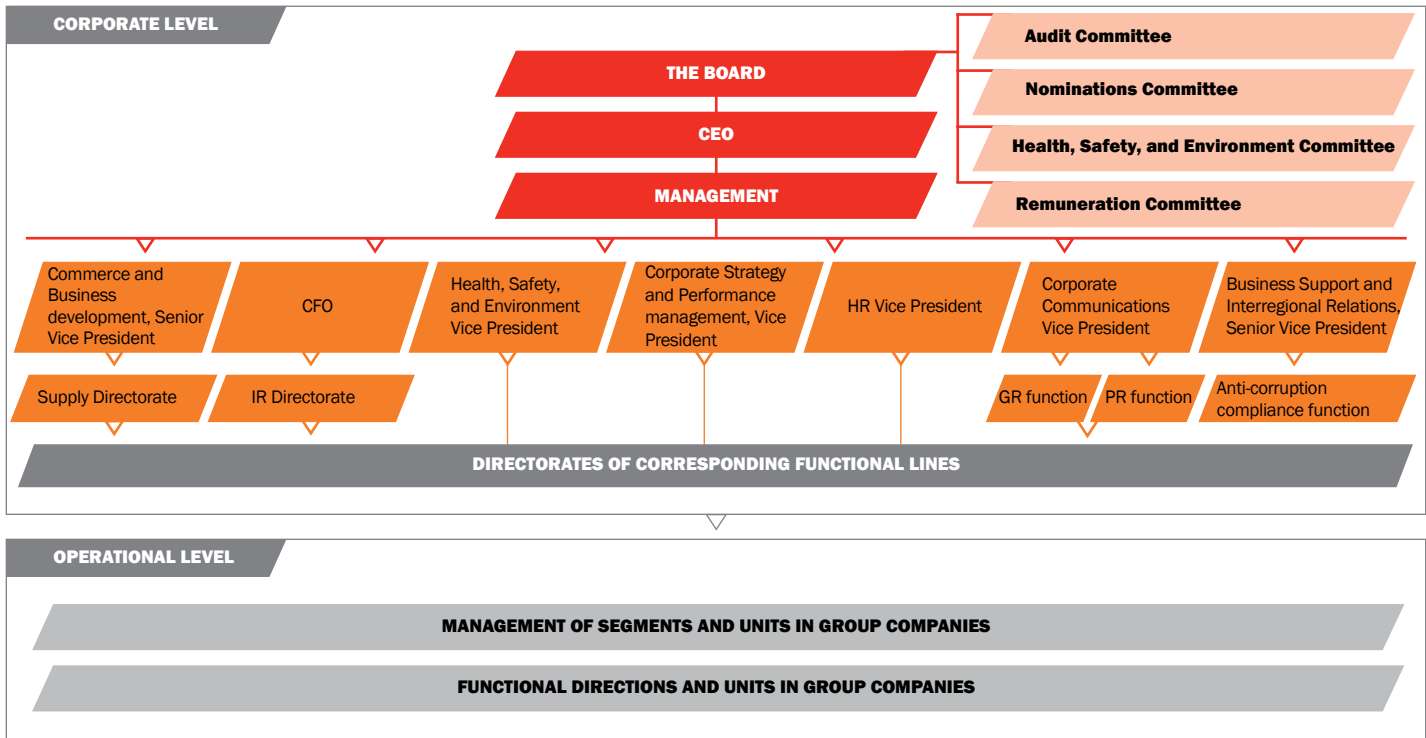 CORPORATE LEVEL
THE BOARD
CEO
MANAGEMENT
Audit Committee
Nominations Committee
Health, Safety, and Environment Committee
Remuneration Committee
Commerce and
Business
development, Senior
Vice President
CFO
Health, Safety,
and Environment
Vice President
Corporate Strategy
and Performance
management, Vice
President
HR Vice President
Corporate
Communications
Vice President
Business Support and
Interregional Relations,
Senior Vice President
Supply Directorate
IR Directorate
GR function
PR function
Anti-corruption
compliance function
DIRECTORATES OF CORRESPONDING FUNCTIONAL LINES
OPERATIONAL LEVEL
MANAGEMENT OF SEGMENTS AND UNITS IN GROUP COMPANIES
FUNCTIONAL DIRECTIONS AND UNITS IN GROUP COMPANIES